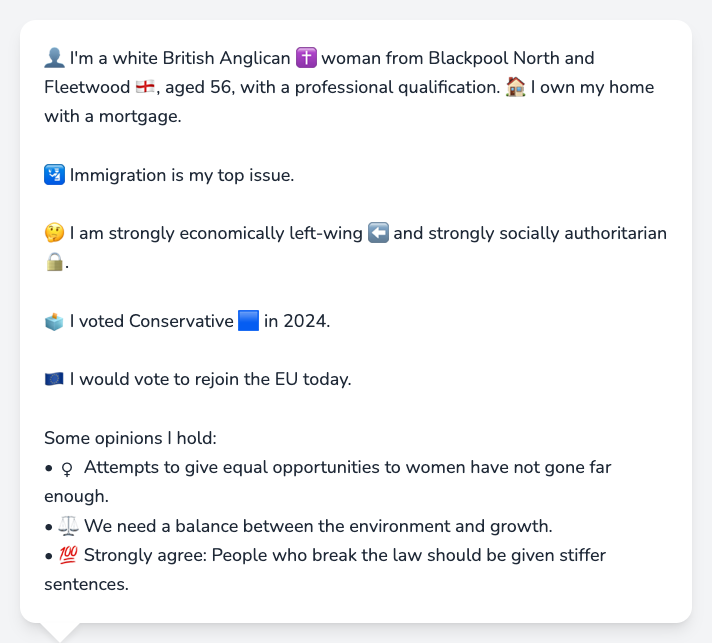 👤 I'm a white British Anglican ✝️ woman from Blackpool North and
Fleetwood 🏴󠁧󠁢󠁥󠁮󠁧󠁿, aged 56, with a professional qualification. 🏠 I own my home
with a mortgage.
🛂 Immigration is my top issue.
🤔 I am strongly economically left-wing ⬅️ and strongly socially authoritarian
🔒.
🗳️ I voted Conservative 🟦 in 2024.
🇪🇺 I would vote to rejoin the EU today.
Some opinions I hold:
• ♀ Attempts to give equal opportunities to women have not gone far
enough.
• ⚖️ We need a balance between the environment and growth.
• 💯 Strongly agree: People who break the law should be given stiffer
sentences.